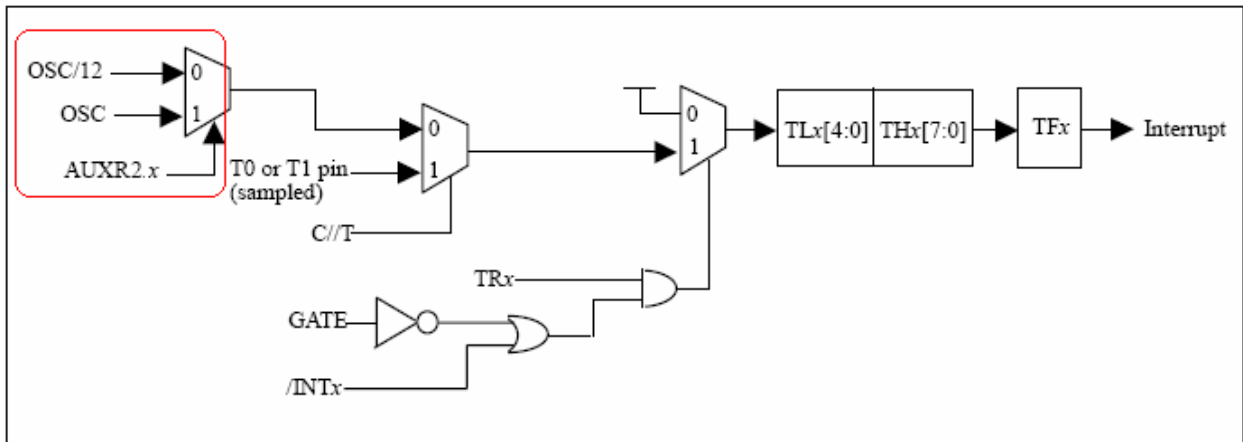 OSC/12
0
OSC
1
AUXR2.x
T0 or T1 pin
(sampled)
0
1
C//T
0
1
TLx[4:0]
THx[7:0]
TFx
Interrupt
TRx
GATE
/INTx